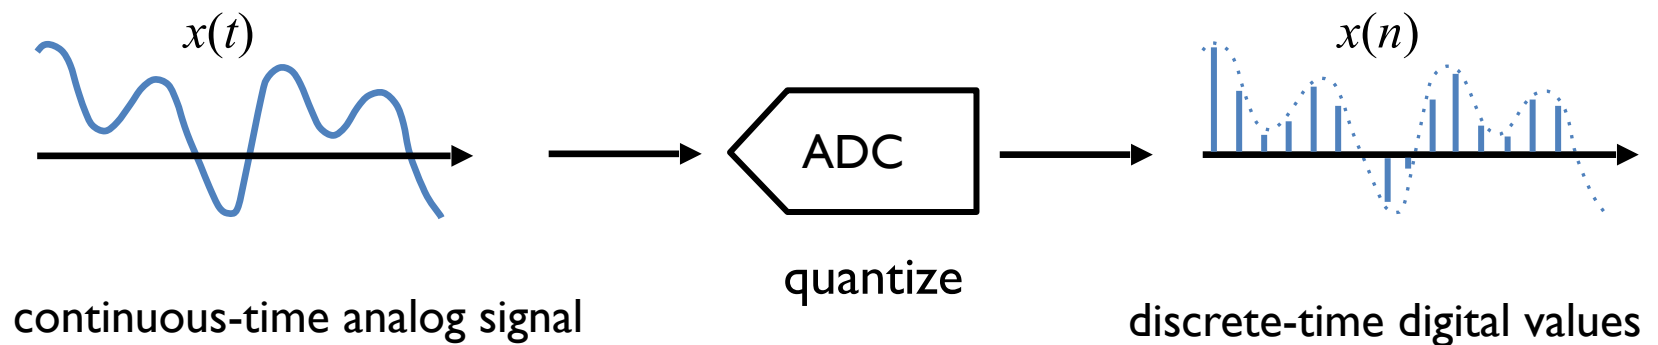 x(t)
x(n)
ADC
quantize
continuous-time analog signal
discrete-time digital values